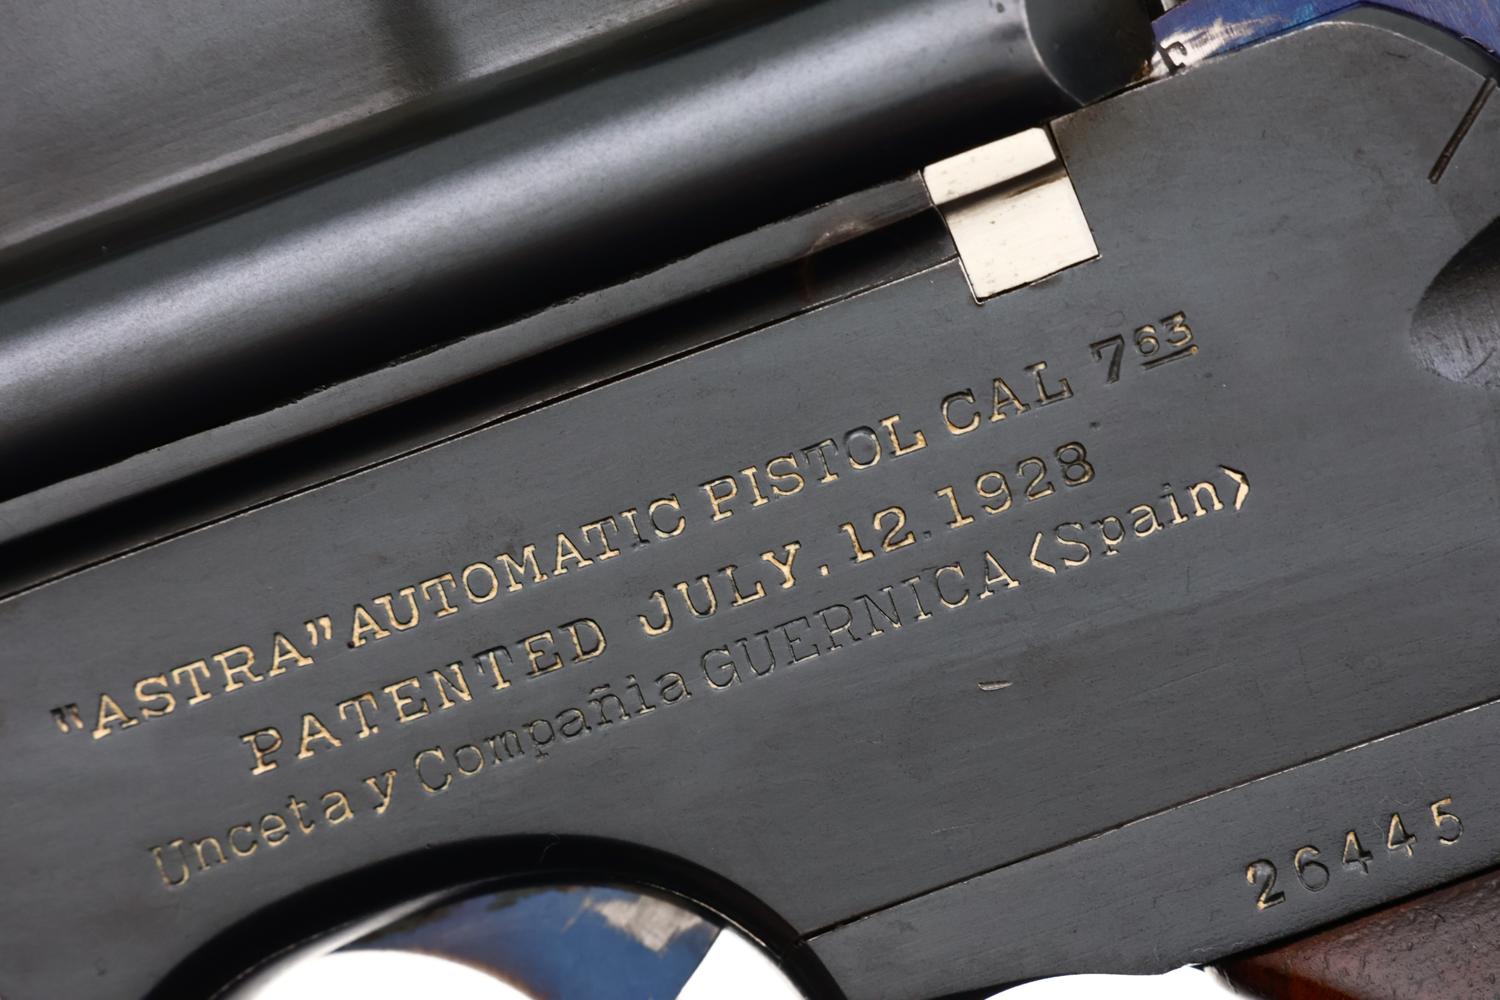 F
"ASTRA" AUTOMATIC PISTOL CAL 7⁶³
PATENTED JULY. 12. 1928
Unceta y Compañia GUERNICA <Spain>
26445